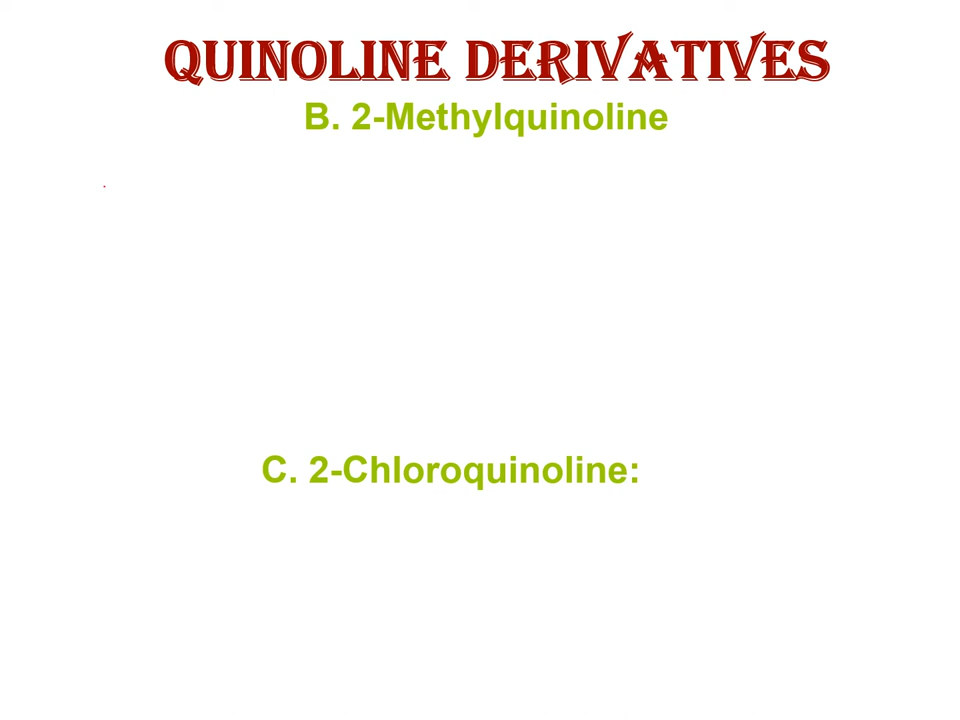 QUINOLINE DERIVATIVES
B. 2-Methylquinoline
.
C. 2-Chloroquinoline: